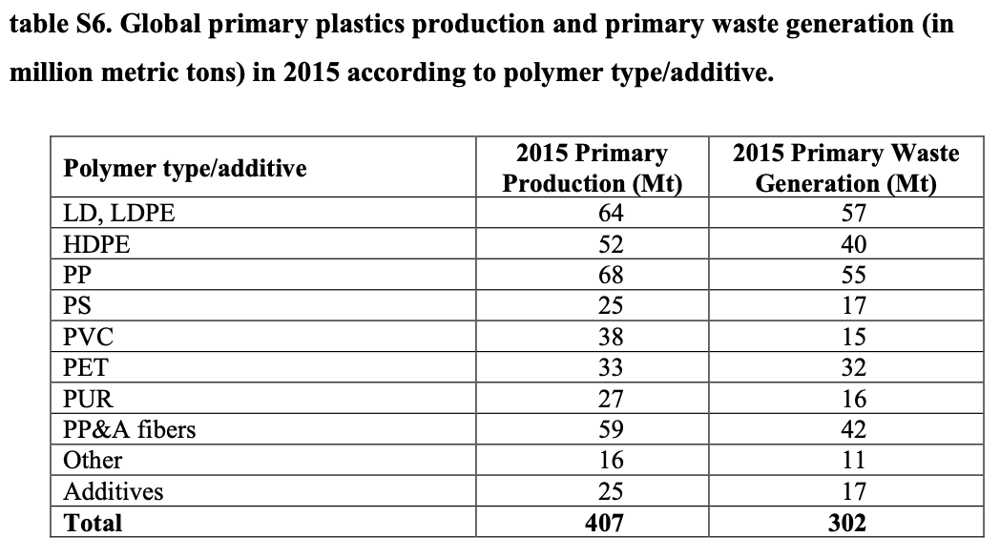 table S6. Global primary plastics production and primary waste generation (in
million metric tons) in 2015 according to polymer type/additive.
Polymer type/additive 2015 Primary Production (Mt) 2015 Primary Waste Generation (Mt)
LD, LDPE 64 57
HDPE 52 40
PP 68 55
PS 25 17
PVC 38 15
PET 33 32
PUR 27 16
PP&A fibers 59 42
Other 16 11
Additives 25 17
Total 407 302